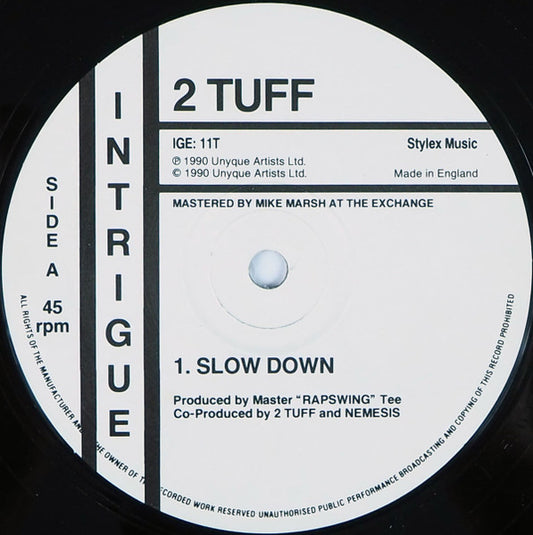 2 TUFF
INTRIGUE
IGE: 11T
Stylex Music
℗ 1990 Unyque Artists Ltd.
© 1990 Unyque Artists Ltd.
Made in England
MASTERED BY MIKE MARSH AT THE EXCHANGE
SIDE A
45
rpm
1. SLOW DOWN
Produced by Master “RAPSWING” Tee
Co-Produced by 2 TUFF and NEMESIS
ALL RIGHTS OF THE MANUFACTURER AND THE OWNER OF THE RECORDED WORK RESERVED UNAUTHORISED PUBLIC PERFORMANCE BROADCASTING AND COPYING OF THIS RECORD PROHIBITED